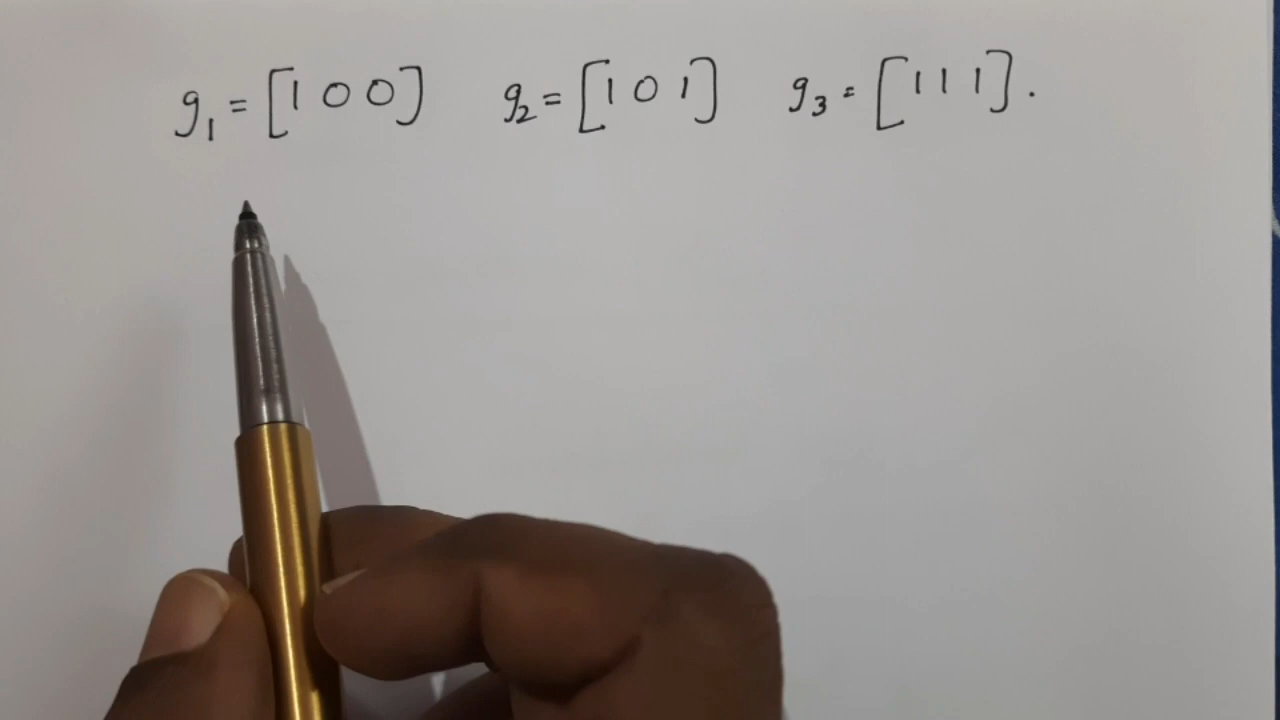 g₁ = [1 0 0] g₂ = [1 0 1] g₃ = [1 1 1].